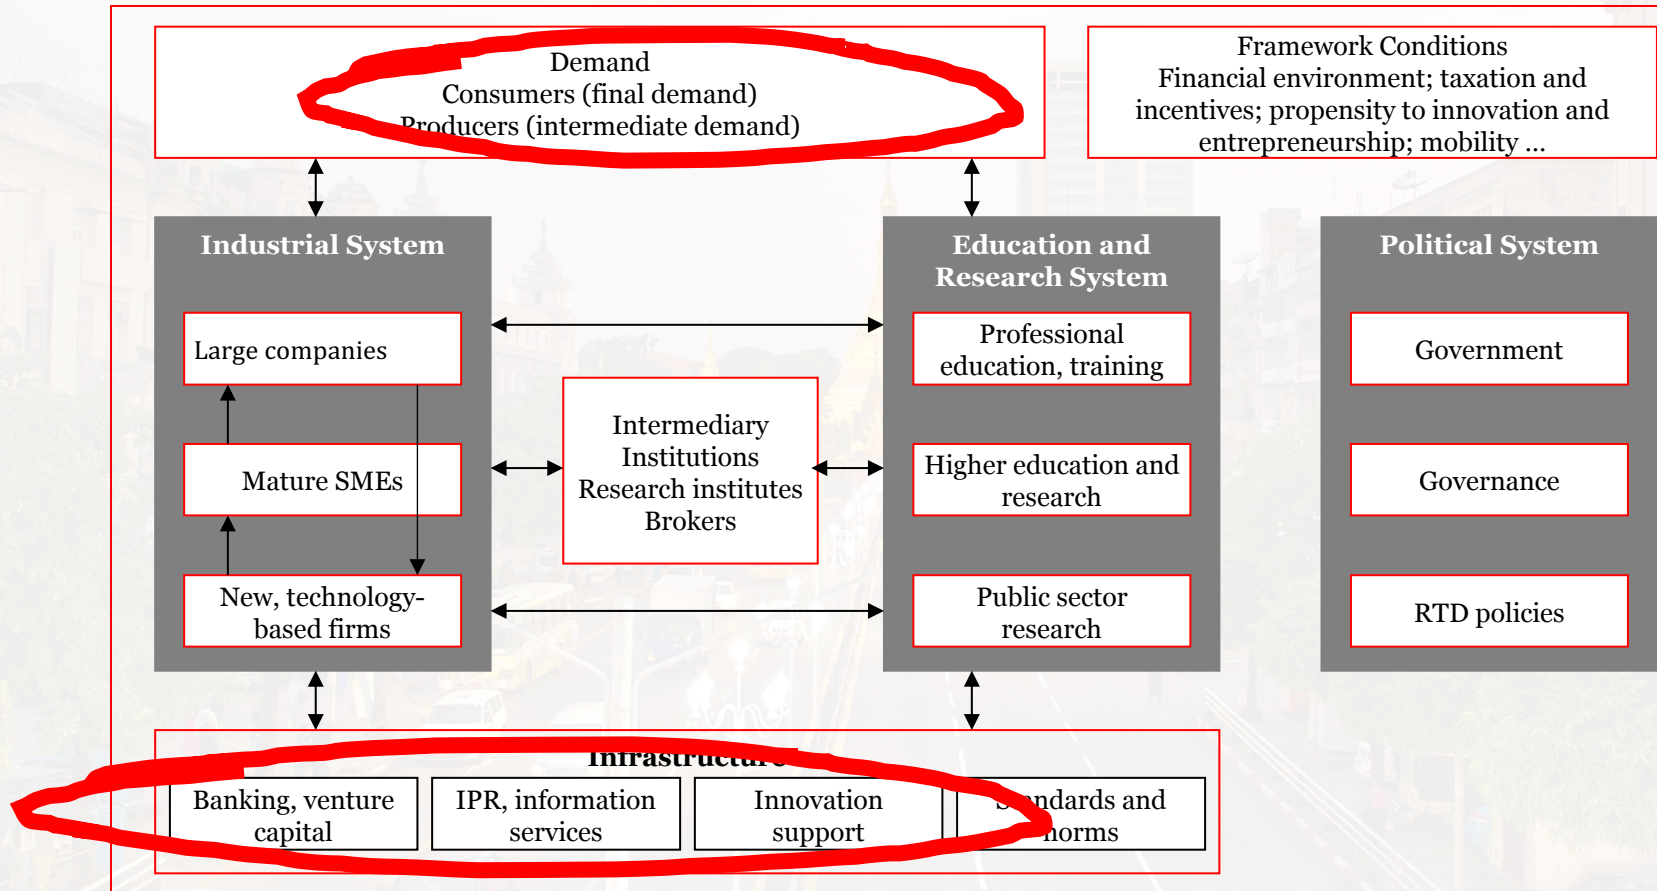 Demand
Consumers (final demand)
Producers (intermediate demand)
Framework Conditions
Financial environment; taxation and
incentives; propensity to innovation and
entrepreneurship; mobility ...
Industrial System
Large companies
Mature SMEs
New, technology-
based firms
Intermediary
Institutions
Research institutes
Brokers
Education and
Research System
Professional
education, training
Higher education and
research
Public sector
research
Political System
Government
Governance
RTD policies
Infrastructure
Banking, venture
capital
IPR, information
services
Innovation
support
Standards and
norms